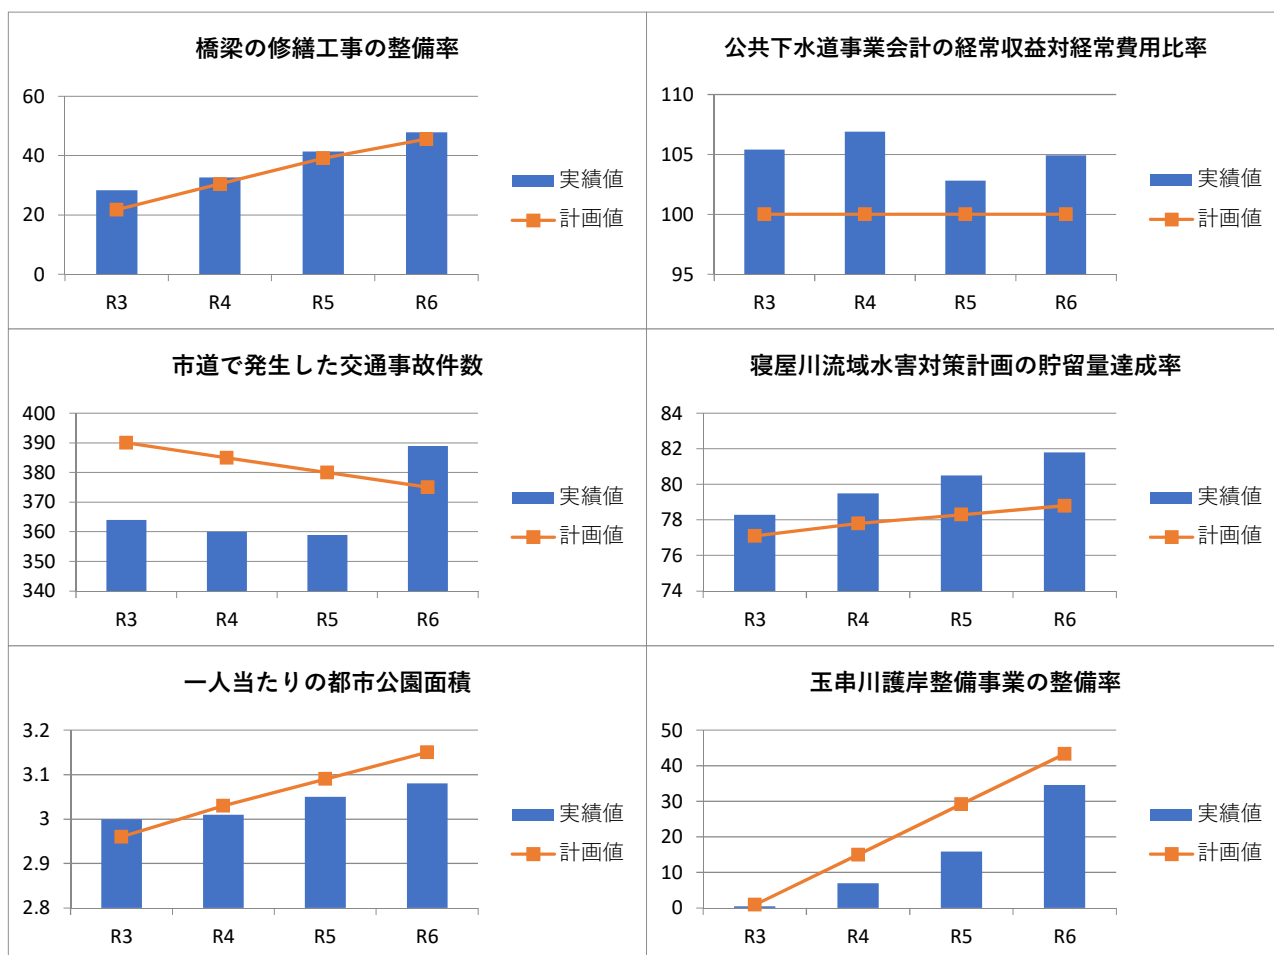 橋梁の修繕工事の整備率
60
40
20
0
R3 R4 R5 R6
実績値
計画値
公共下水道事業会計の経常収益対経常費用比率
110
105
100
95
R3 R4 R5 R6
実績値
計画値
市道で発生した交通事故件数
400
390
380
370
360
350
340
R3 R4 R5 R6
実績値
計画値
寝屋川流域水害対策計画の貯留量達成率
84
82
80
78
76
74
R3 R4 R5 R6
実績値
計画値
一人当たりの都市公園面積
3.2
3.1
3
2.9
2.8
R3 R4 R5 R6
実績値
計画値
玉串川護岸整備事業の整備率
50
40
30
20
10
0
R3 R4 R5 R6
実績値
計画値